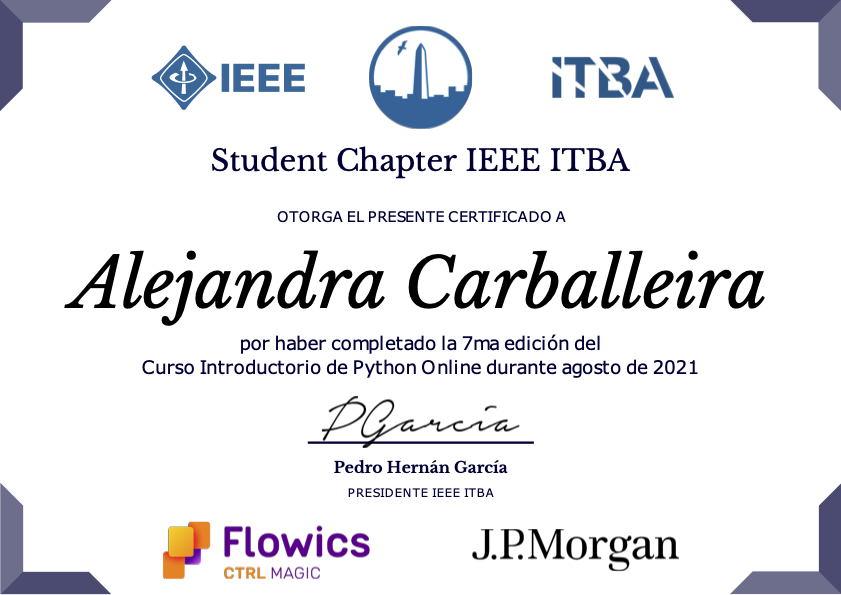 IEEE
ITBA
Student Chapter IEEE ITBA
OTORGA EL PRESENTE CERTIFICADO A
Alejandra Carballeira
por haber completado la 7ma edición del
Curso Introductorio de Python Online durante agosto de 2021
PGarcía
Pedro Hernán García
PRESIDENTE IEEE ITBA
Flowics
CTRL MAGIC
J.P.Morgan